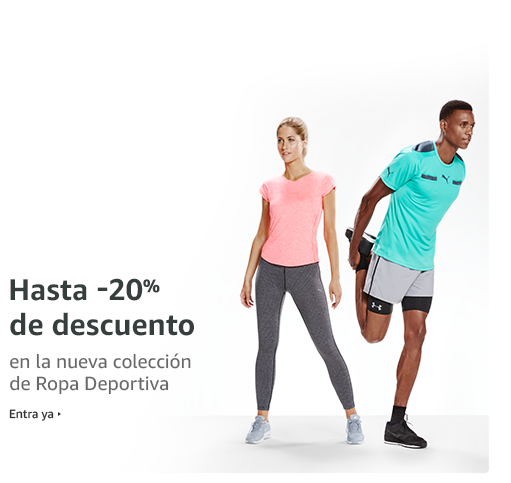 Hasta -20%
de descuento
en la nueva colección
de Ropa Deportiva
Entra ya ▸